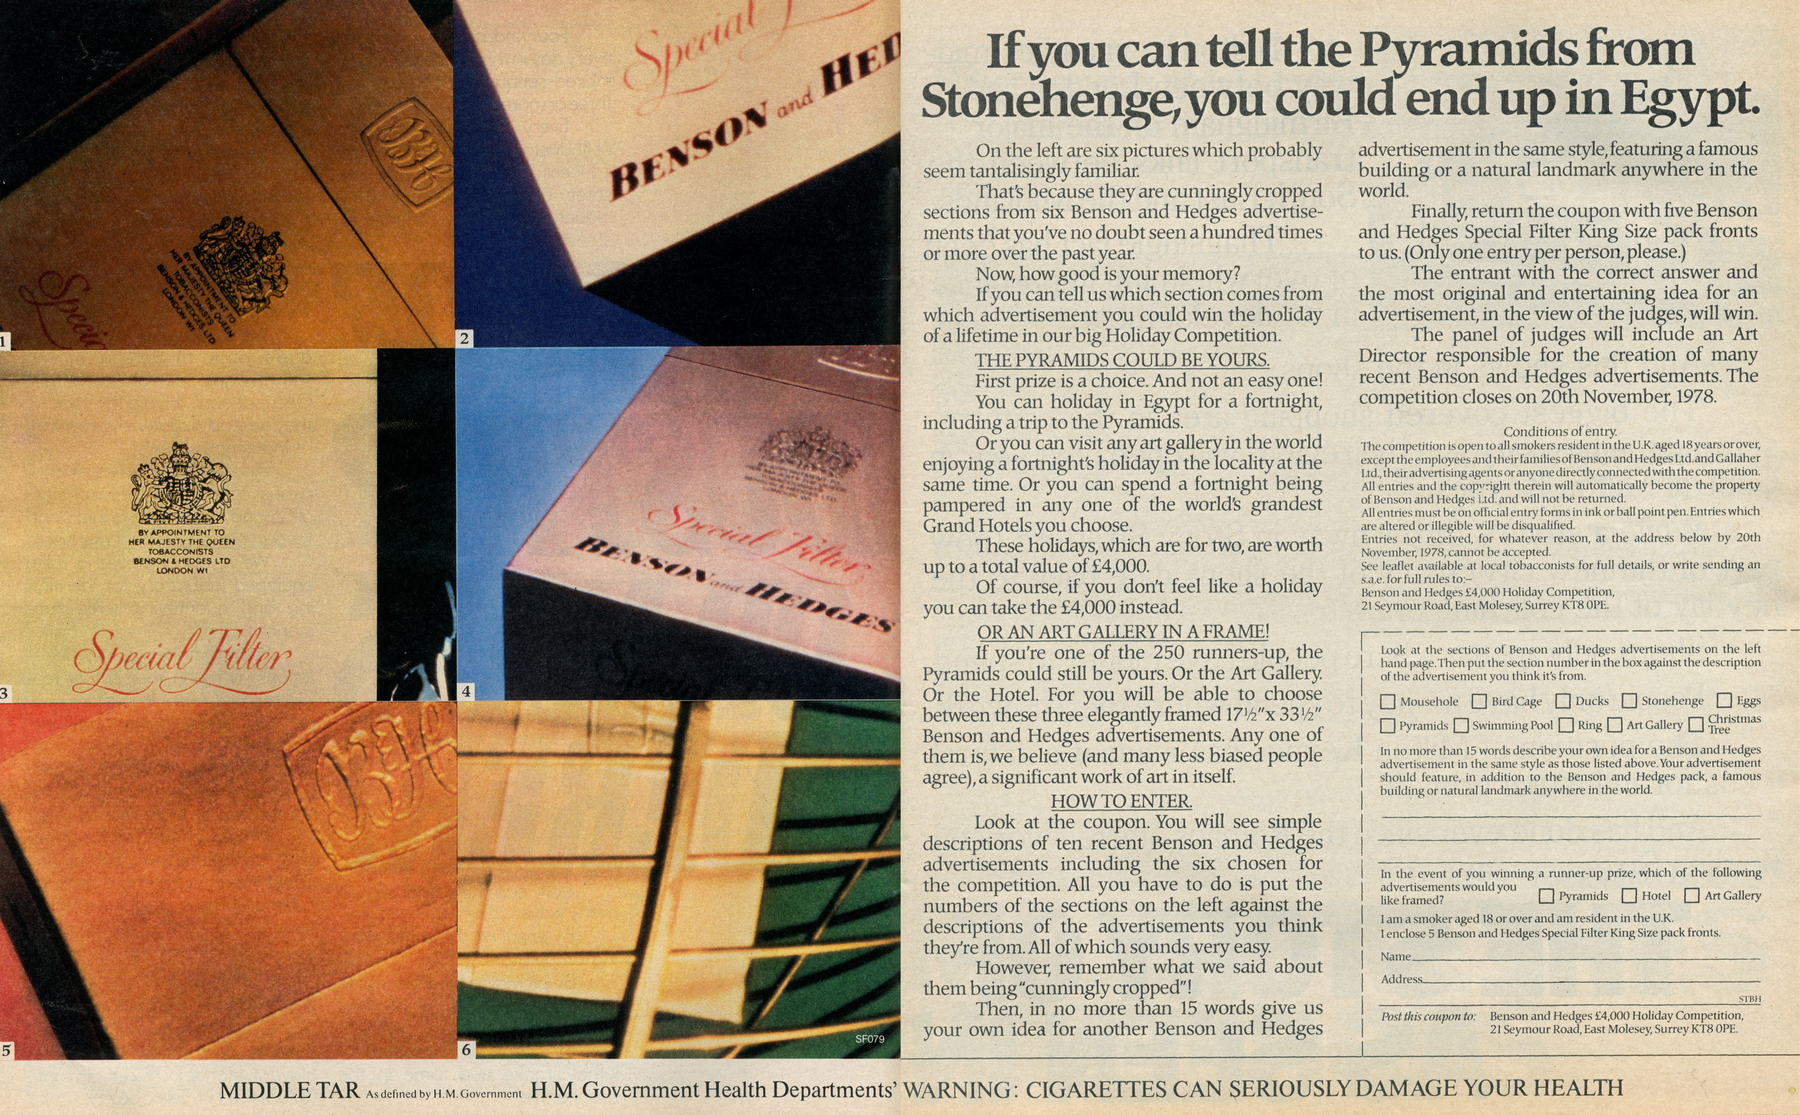 Special
BY APPOINTMENT TO
HER MAJESTY THE QUEEN
TOBACCONISTS
BENSON & HEDGES LTD
LONDON W1
BH
1
Special
BENSON and HED
2
BY APPOINTMENT TO
HER MAJESTY THE QUEEN
TOBACCONISTS
BENSON & HEDGES LTD
LONDON W1
Special Filter
3
Special Filter
BENSON and HEDGES
4
BH
5
SF079
6
If you can tell the Pyramids from
Stonehenge, you could end up in Egypt.
On the left are six pictures which probably
seem tantalisingly familiar.
That's because they are cunningly cropped
sections from six Benson and Hedges advertise-
ments that you've no doubt seen a hundred times
or more over the past year.
Now, how good is your memory?
If you can tell us which section comes from
which advertisement you could win the holiday
of a lifetime in our big Holiday Competition.
THE PYRAMIDS COULD BE YOURS.
First prize is a choice. And not an easy one!
You can holiday in Egypt for a fortnight,
including a trip to the Pyramids.
Or you can visit any art gallery in the world
enjoying a fortnight's holiday in the locality at the
same time. Or you can spend a fortnight being
pampered in any one of the world's grandest
Grand Hotels you choose.
These holidays, which are for two, are worth
up to a total value of £4,000.
Of course, if you don't feel like a holiday
you can take the £4,000 instead.
OR AN ART GALLERY IN A FRAME!
If you're one of the 250 runners-up, the
Pyramids could still be yours. Or the Art Gallery.
Or the Hotel. For you will be able to choose
between these three elegantly framed 17½" x 33½"
Benson and Hedges advertisements. Any one of
them is, we believe (and many less biased people
agree), a significant work of art in itself.
HOW TO ENTER.
Look at the coupon. You will see simple
descriptions of ten recent Benson and Hedges
advertisements including the six chosen for
the competition. All you have to do is put the
numbers of the sections on the left against the
descriptions of the advertisements you think
they're from. All of which sounds very easy.
However, remember what we said about
them being "cunningly cropped"!
Then, in no more than 15 words give us
your own idea for another Benson and Hedges
advertisement in the same style, featuring a famous
building or a natural landmark anywhere in the
world.
Finally, return the coupon with five Benson
and Hedges Special Filter King Size pack fronts
to us. (Only one entry per person, please.)
The entrant with the correct answer and
the most original and entertaining idea for an
advertisement, in the view of the judges, will win.
The panel of judges will include an Art
Director responsible for the creation of many
recent Benson and Hedges advertisements. The
competition closes on 20th November, 1978.
Conditions of entry.
The competition is open to all smokers resident in the U.K. aged 18 years or over,
except the employees and their families of Benson and Hedges Ltd. and Gallaher
Ltd., their advertising agents or anyone directly connected with the competition.
All entries and the copyright therein will automatically become the property
of Benson and Hedges Ltd. and will not be returned.
All entries must be on official entry forms in ink or ball point pen. Entries which
are altered or illegible will be disqualified.
Entries not received, for whatever reason, at the address below by 20th
November, 1978, cannot be accepted.
See leaflet available at local tobacconists for full details, or write sending an
s.a.e. for full rules to:–
Benson and Hedges £4,000 Holiday Competition,
21 Seymour Road, East Molesey, Surrey KT8 0PE.
Look at the sections of Benson and Hedges advertisements on the left
hand page. Then put the section number in the box against the description
of the advertisement you think it's from.
Mousehole Bird Cage Ducks Stonehenge Eggs
Pyramids Swimming Pool Ring Art Gallery Christmas Tree
In no more than 15 words describe your own idea for a Benson and Hedges
advertisement in the same style as those listed above. Your advertisement
should feature, in addition to the Benson and Hedges pack, a famous
building or natural landmark anywhere in the world.
In the event of you winning a runner-up prize, which of the following
advertisements would you
like framed? Pyramids Hotel Art Gallery
I am a smoker aged 18 or over and am resident in the U.K.
I enclose 5 Benson and Hedges Special Filter King Size pack fronts.
Name
Address
STBH
Post this coupon to: Benson and Hedges £4,000 Holiday Competition,
21 Seymour Road, East Molesey, Surrey KT8 0PE.
MIDDLE TAR As defined by H.M. Government H.M. Government Health Departments' WARNING: CIGARETTES CAN SERIOUSLY DAMAGE YOUR HEALTH